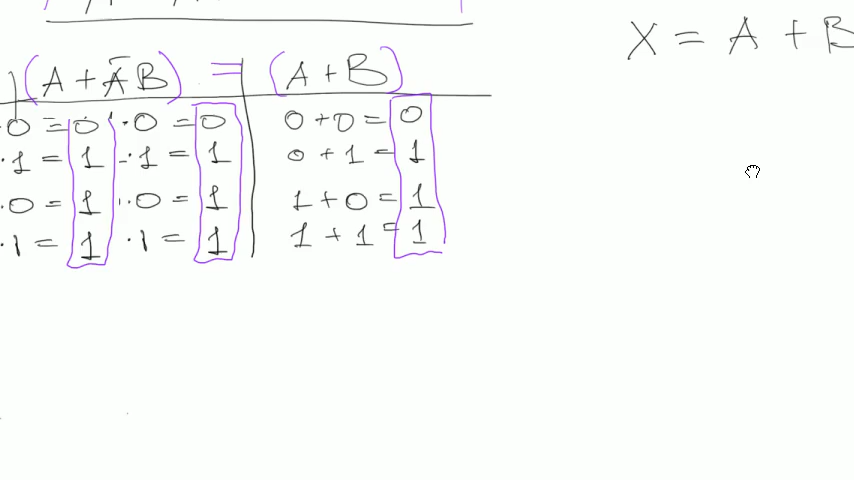 X = A + B
(A + ĀB) = (A + B)
·0 = 0 ·0 = 0 0 + 0 = 0
·1 = 1 ·1 = 1 0 + 1 = 1
·0 = 1 ·0 = 1 1 + 0 = 1
·1 = 1 ·1 = 1 1 + 1 = 1